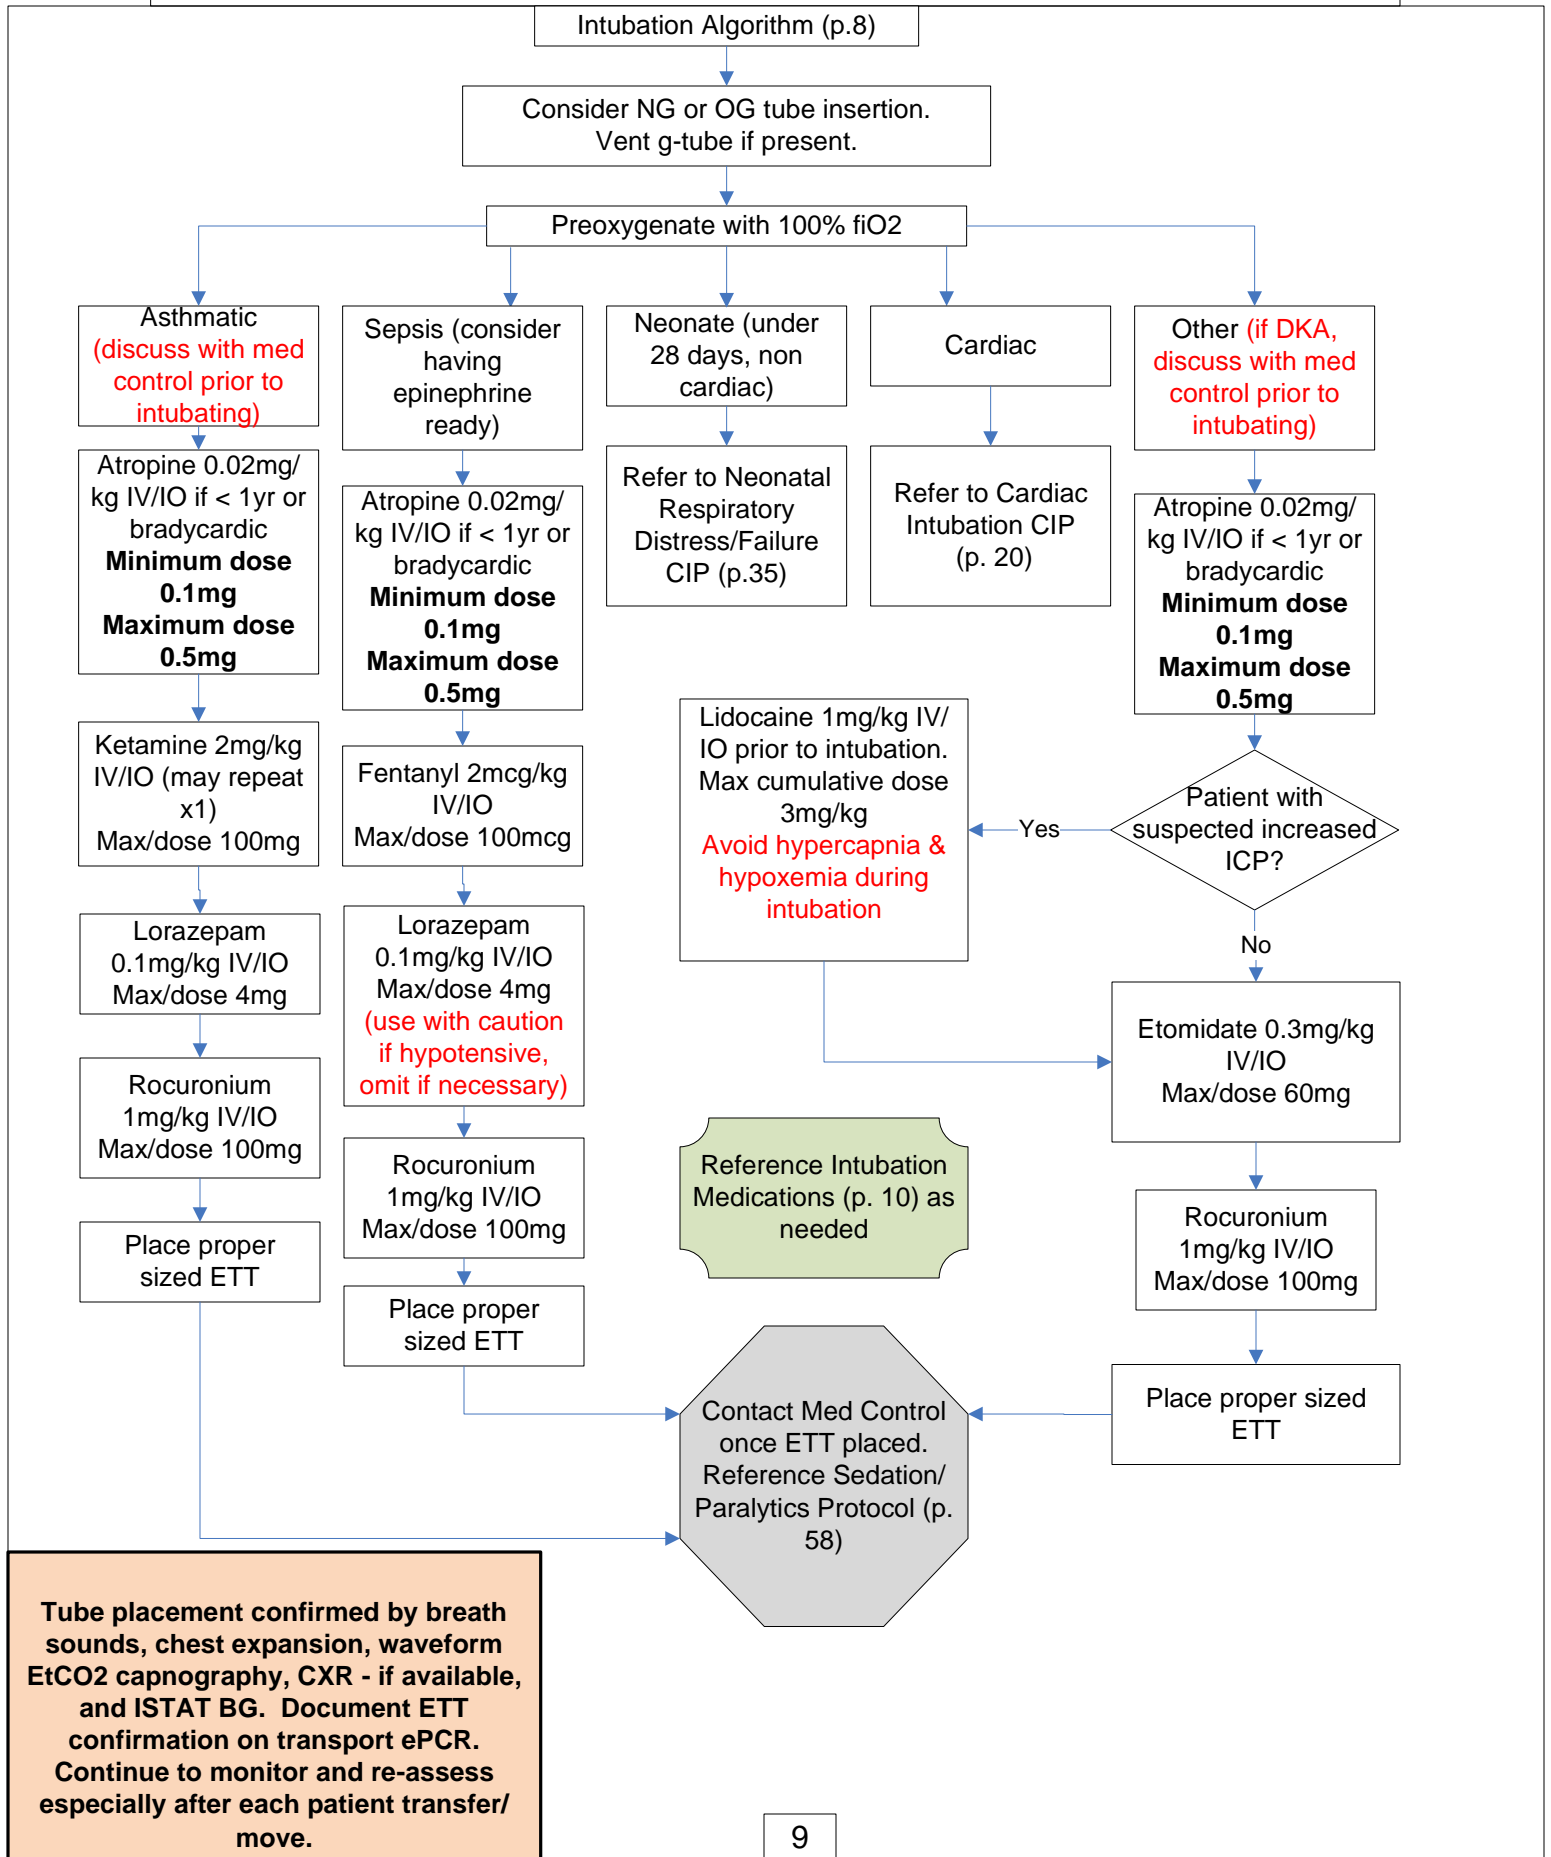 Intubation Algorithm (p.8)
Consider NG or OG tube insertion.
Vent g-tube if present.
Preoxygenate with 100% fiO2
Asthmatic
(discuss with med
control prior to
intubating)
Atropine 0.02mg/
kg IV/IO if < 1yr or
bradycardic
Minimum dose
0.1mg
Maximum dose
0.5mg
Ketamine 2mg/kg
IV/IO (may repeat
x1)
Max/dose 100mg
Lorazepam
0.1mg/kg IV/IO
Max/dose 4mg
Rocuronium
1mg/kg IV/IO
Max/dose 100mg
Place proper
sized ETT
Sepsis (consider
having
epinephrine
ready)
Atropine 0.02mg/
kg IV/IO if < 1yr or
bradycardic
Minimum dose
0.1mg
Maximum dose
0.5mg
Fentanyl 2mcg/kg
IV/IO
Max/dose 100mcg
Lorazepam
0.1mg/kg IV/IO
Max/dose 4mg
(use with caution
if hypotensive,
omit if necessary)
Rocuronium
1mg/kg IV/IO
Max/dose 100mg
Place proper
sized ETT
Neonate (under
28 days, non
cardiac)
Refer to Neonatal
Respiratory
Distress/Failure
CIP (p.35)
Cardiac
Refer to Cardiac
Intubation CIP
(p. 20)
Other (if DKA,
discuss with med
control prior to
intubating)
Atropine 0.02mg/
kg IV/IO if < 1yr or
bradycardic
Minimum dose
0.1mg
Maximum dose
0.5mg
Patient with
suspected increased
ICP?
Yes
Lidocaine 1mg/kg IV/
IO prior to intubation.
Max cumulative dose
3mg/kg
Avoid hypercapnia &
hypoxemia during
intubation
No
Etomidate 0.3mg/kg
IV/IO
Max/dose 60mg
Rocuronium
1mg/kg IV/IO
Max/dose 100mg
Place proper sized
ETT
Reference Intubation
Medications (p. 10) as
needed
Contact Med Control
once ETT placed.
Reference Sedation/
Paralytics Protocol (p.
58)
Tube placement confirmed by breath
sounds, chest expansion, waveform
EtCO2 capnography, CXR - if available,
and ISTAT BG.  Document ETT
confirmation on transport ePCR.
Continue to monitor and re-assess
especially after each patient transfer/
move.
9